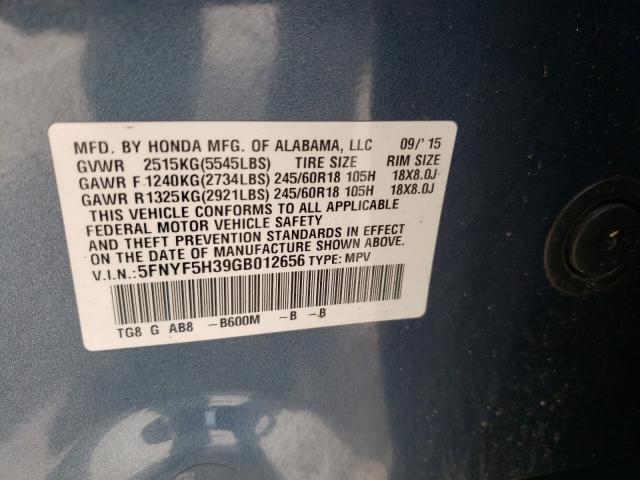 MFD. BY HONDA MFG. OF ALABAMA, LLC 09/'15
GVWR 2515KG(5545LBS) TIRE SIZE RIM SIZE
GAWR F 1240KG(2734LBS) 245/60R18 105H 18X8.0J
GAWR R 1325KG(2921LBS) 245/60R18 105H 18X8.0J
THIS VEHICLE CONFORMS TO ALL APPLICABLE
FEDERAL MOTOR VEHICLE SAFETY
AND THEFT PREVENTION STANDARDS IN EFFECT
ON THE DATE OF MANUFACTURE SHOWN ABOVE.
V.I.N.: 5FNYF5H39GB012656 TYPE: MPV
TG8 G AB8 -B600M -B -B